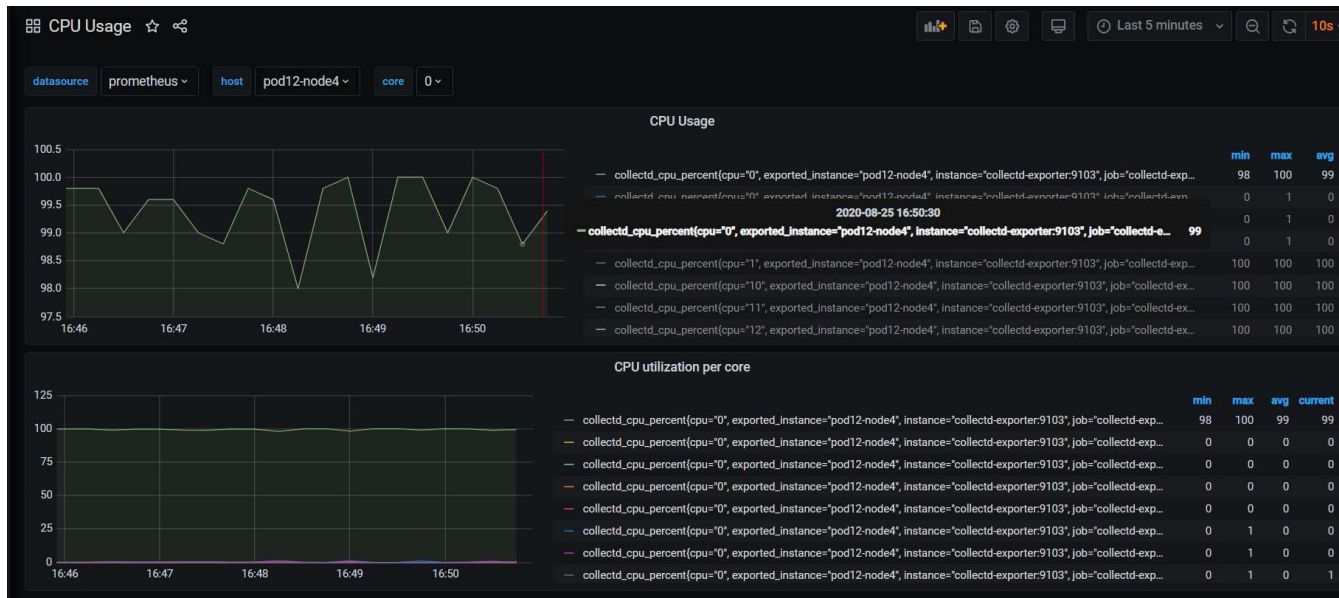 CPU Usage
Last 5 minutes
10s
datasource prometheus host pod12-node4 core 0
CPU Usage
100.5
100.0
99.5
99.0
98.5
98.0
97.5
16:46 16:47 16:48 16:49 16:50
min max avg
collectd_cpu_percent{cpu="0", exported_instance="pod12-node4", instance="collectd-exporter:9103", job="collectd-exp... 98 100 99
collectd_cpu_percent{cpu="0", exported_instance="pod12-node4", instance="collectd-exporter:9103", job="collectd-exp... 0 1 0
2020-08-25 16:50:30
collectd_cpu_percent{cpu="0", exported_instance="pod12-node4", instance="collectd-exporter:9103", job="collectd-e... 99
0 1 0
0 1 0
collectd_cpu_percent{cpu="1", exported_instance="pod12-node4", instance="collectd-exporter:9103", job="collectd-exp... 100 100 100
collectd_cpu_percent{cpu="10", exported_instance="pod12-node4", instance="collectd-exporter:9103", job="collectd-ex... 100 100 100
collectd_cpu_percent{cpu="11", exported_instance="pod12-node4", instance="collectd-exporter:9103", job="collectd-ex... 100 100 100
collectd_cpu_percent{cpu="12", exported_instance="pod12-node4", instance="collectd-exporter:9103", job="collectd-ex... 100 100 100
CPU utilization per core
125
100
75
50
25
0
16:46 16:47 16:48 16:49 16:50
min max avg current
collectd_cpu_percent{cpu="0", exported_instance="pod12-node4", instance="collectd-exporter:9103", job="collectd-exp... 98 100 99 99
collectd_cpu_percent{cpu="0", exported_instance="pod12-node4", instance="collectd-exporter:9103", job="collectd-exp... 0 0 0 0
collectd_cpu_percent{cpu="0", exported_instance="pod12-node4", instance="collectd-exporter:9103", job="collectd-exp... 0 0 0 0
collectd_cpu_percent{cpu="0", exported_instance="pod12-node4", instance="collectd-exporter:9103", job="collectd-exp... 0 0 0 0
collectd_cpu_percent{cpu="0", exported_instance="pod12-node4", instance="collectd-exporter:9103", job="collectd-exp... 0 0 0 0
collectd_cpu_percent{cpu="0", exported_instance="pod12-node4", instance="collectd-exporter:9103", job="collectd-exp... 0 1 0 0
collectd_cpu_percent{cpu="0", exported_instance="pod12-node4", instance="collectd-exporter:9103", job="collectd-exp... 0 1 0 0
collectd_cpu_percent{cpu="0", exported_instance="pod12-node4", instance="collectd-exporter:9103", job="collectd-exp... 0 1 0 1